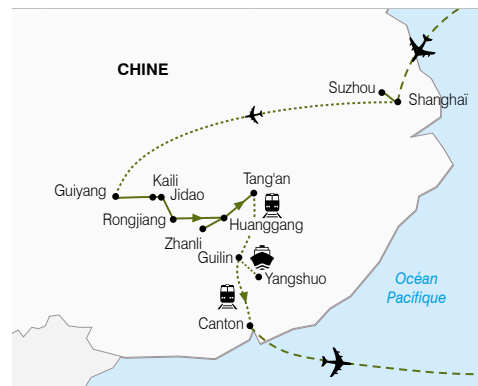 CHINE
Suzhou
Shanghaï
Guiyang
Kaili
Jidao
Tang'an
Rongjiang
Huanggang
Zhanli
Guilin
Yangshuo
Océan
Pacifique
Canton